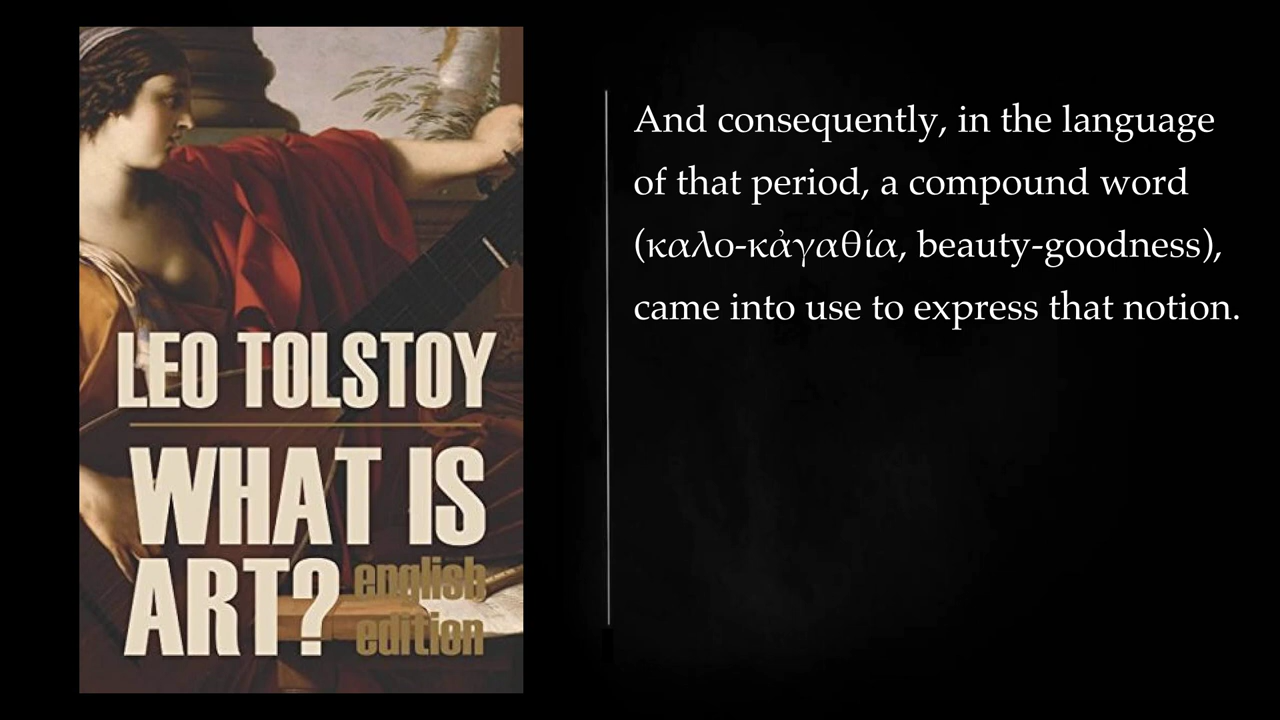 LEO TOLSTOY
WHAT IS
ART?
english
edition
And consequently, in the language
of that period, a compound word
(καλο-κἀγαθία, beauty-goodness),
came into use to express that notion.